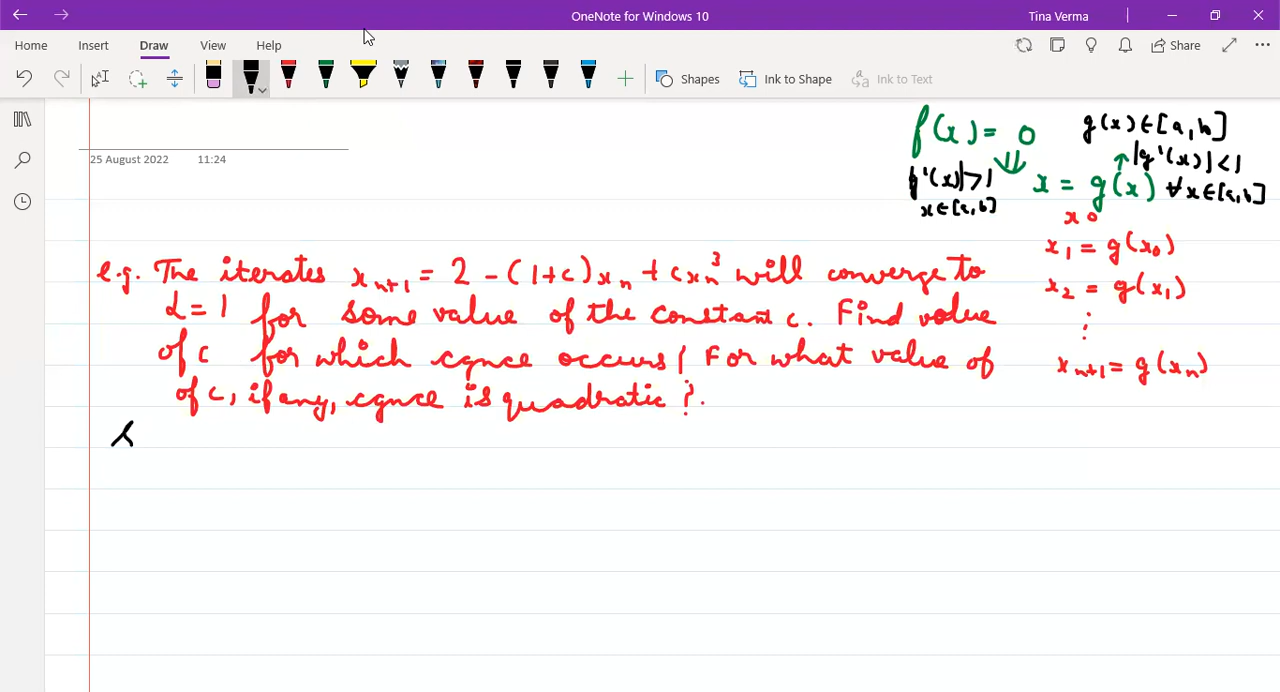 OneNote for Windows 10
Tina Verma
Home Insert Draw View Help
Share
Shapes Ink to Shape Ink to Text
25 August 2022 11:24
f(x) = 0
g(x) ∈ [a, b]
|g'(x)| > 1
x ∈ [a, b]
⇓
↑ |g'(x)| < 1
x = g(x) ∀ x ∈ [a, b]
x0
x1 = g(x0)
x2 = g(x1)
⋮
xn+1 = g(xn)
e.g. The iterates xn+1 = 2 - (1+c)xn + cxn³ will converge to
α = 1 for some value of the constant c. Find value
of c for which cgnce occurs / For what value of
of c, if any, cgnce is quadratic ?.